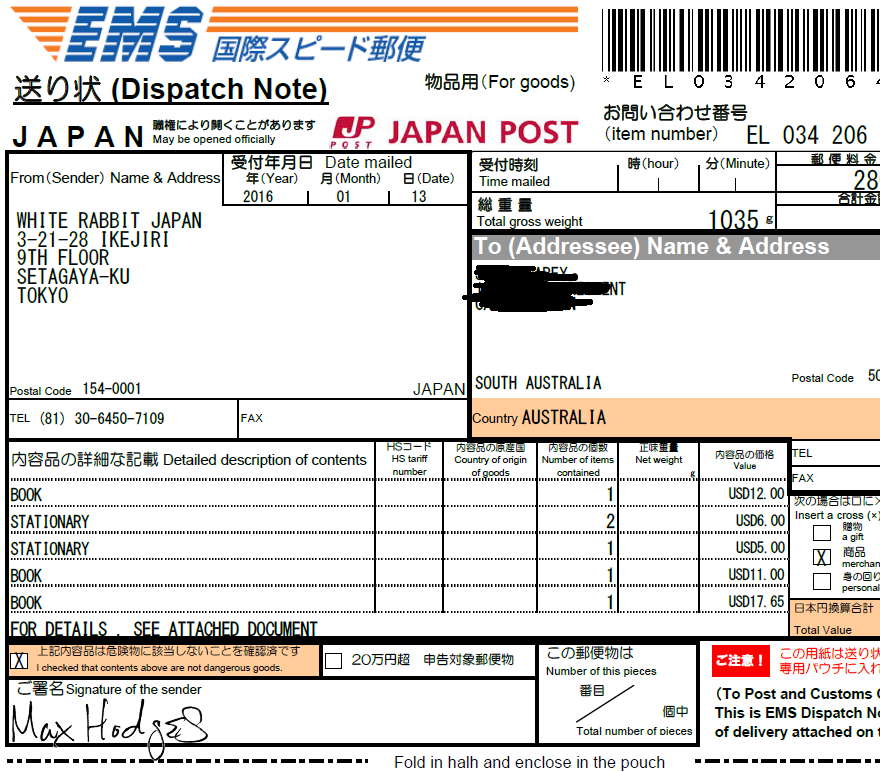 EMS 国際スピード郵便
送り状 (Dispatch Note)
物品用(For goods)
* E L 0 3 4 2 0 6
お問い合わせ番号
(item number) EL 034 206
JAPAN
職権により開くことがあります
May be opened officially
JP POST
JAPAN POST
From(Sender) Name & Address
受付年月日 Date mailed
年(Year) 月(Month) 日(Date)
2016 01 13
受付時刻
Time mailed
時(hour) 分(Minute)
郵便料金
28
合計金
総重量
Total gross weight
1035 g
WHITE RABBIT JAPAN
3-21-28 IKEJIRI
9TH FLOOR
SETAGAYA-KU
TOKYO
Postal Code 154-0001 JAPAN
TEL (81) 30-6450-7109
FAX
To (Addressee) Name & Address
SOUTH AUSTRALIA
Postal Code 50
Country AUSTRALIA
TEL
FAX
内容品の詳細な記載 Detailed description of contents
HSコード
HS tariff
number
内容品の原産国
Country of origin
of goods
内容品の個数
Number of items
contained
正味重量
Net weight
g
内容品の価格
Value
BOOK 1 USD12.00
STATIONARY 2 USD6.00
STATIONARY 1 USD5.00
BOOK 1 USD11.00
BOOK 1 USD17.65
FOR DETAILS , SEE ATTACHED DOCUMENT
次の場合は口に×
Insert a cross (×)
贈物
a gift
X 商品
merchan
身の回り
personal
日本円換算合計
Total Value
X 上記内容品は危険物に該当しないことを確認済です
I checked that contents above are not dangerous goods.
20万円超 申告対象郵便物
この郵便物は
Number of this pieces
番目
個中
Total number of pieces
ご署名Signature of the sender
Max Hodges
ご注意!
この用紙は送り状
専用パウチに入れ
(To Post and Customs
This is EMS Dispatch No
of delivery attached on
Fold in halh and enclose in the pouch